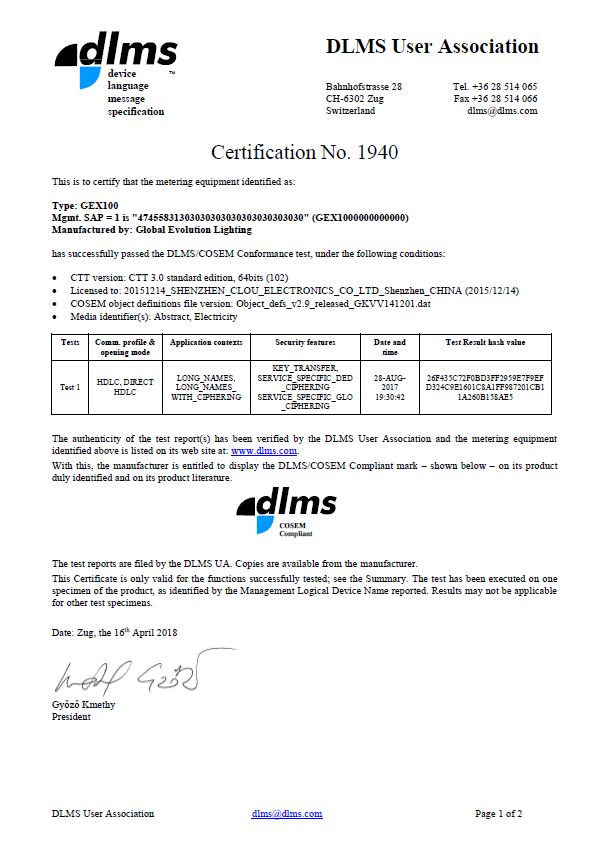 dlms
device
language
message
specification
TM
DLMS User Association
Bahnhofstrasse 28
CH-6302 Zug
Switzerland
Tel. +36 28 514 065
Fax +36 28 514 066
dlms@dlms.com
Certification No. 1940
This is to certify that the metering equipment identified as:
Type: GEX100
Mgmt. SAP = 1 is "47455831303030303030303030303030" (GEX1000000000000)
Manufactured by: Global Evolution Lighting
has successfully passed the DLMS/COSEM Conformance test, under the following conditions:
• CTT version: CTT 3.0 standard edition, 64bits (102)
• Licensed to: 20151214_SHENZHEN_CLOU_ELECTRONICS_CO_LTD_Shenzhen_CHINA (2015/12/14)
• COSEM object definitions file version: Object_defs_v2.9_released_GKVV141201.dat
• Media identifier(s): Abstract, Electricity
Tests
Comm. profile &
opening mode
Application contexts
Security features
Date and
time
Test Result hash value
Test 1
HDLC, DIRECT
HDLC
LONG_NAMES,
LONG_NAMES_
WITH_CIPHERING
KEY_TRANSFER,
SERVICE_SPECIFIC_DED
_CIPHERING
SERVICE_SPECIFIC_GLO
_CIPHERING
28-AUG-
2017
19:30:42
26F435C72F0BD3FF2959E7F9EF
D324C9E1601C8A1FF987201CB1
1A260B158AE5
The authenticity of the test report(s) has been verified by the DLMS User Association and the metering equipment
identified above is listed on its web site at: www.dlms.com.
With this, the manufacturer is entitled to display the DLMS/COSEM Compliant mark – shown below – on its product
duly identified and on its product literature.
dlms
COSEM
Compliant
The test reports are filed by the DLMS UA. Copies are available from the manufacturer.
This Certificate is only valid for the functions successfully tested; see the Summary. The test has been executed on one
specimen of the product, as identified by the Management Logical Device Name reported. Results may not be applicable
for other test specimens.
Date: Zug, the 16th April 2018
Győző Kmethy
President
DLMS User Association
dlms@dlms.com
Page 1 of 2